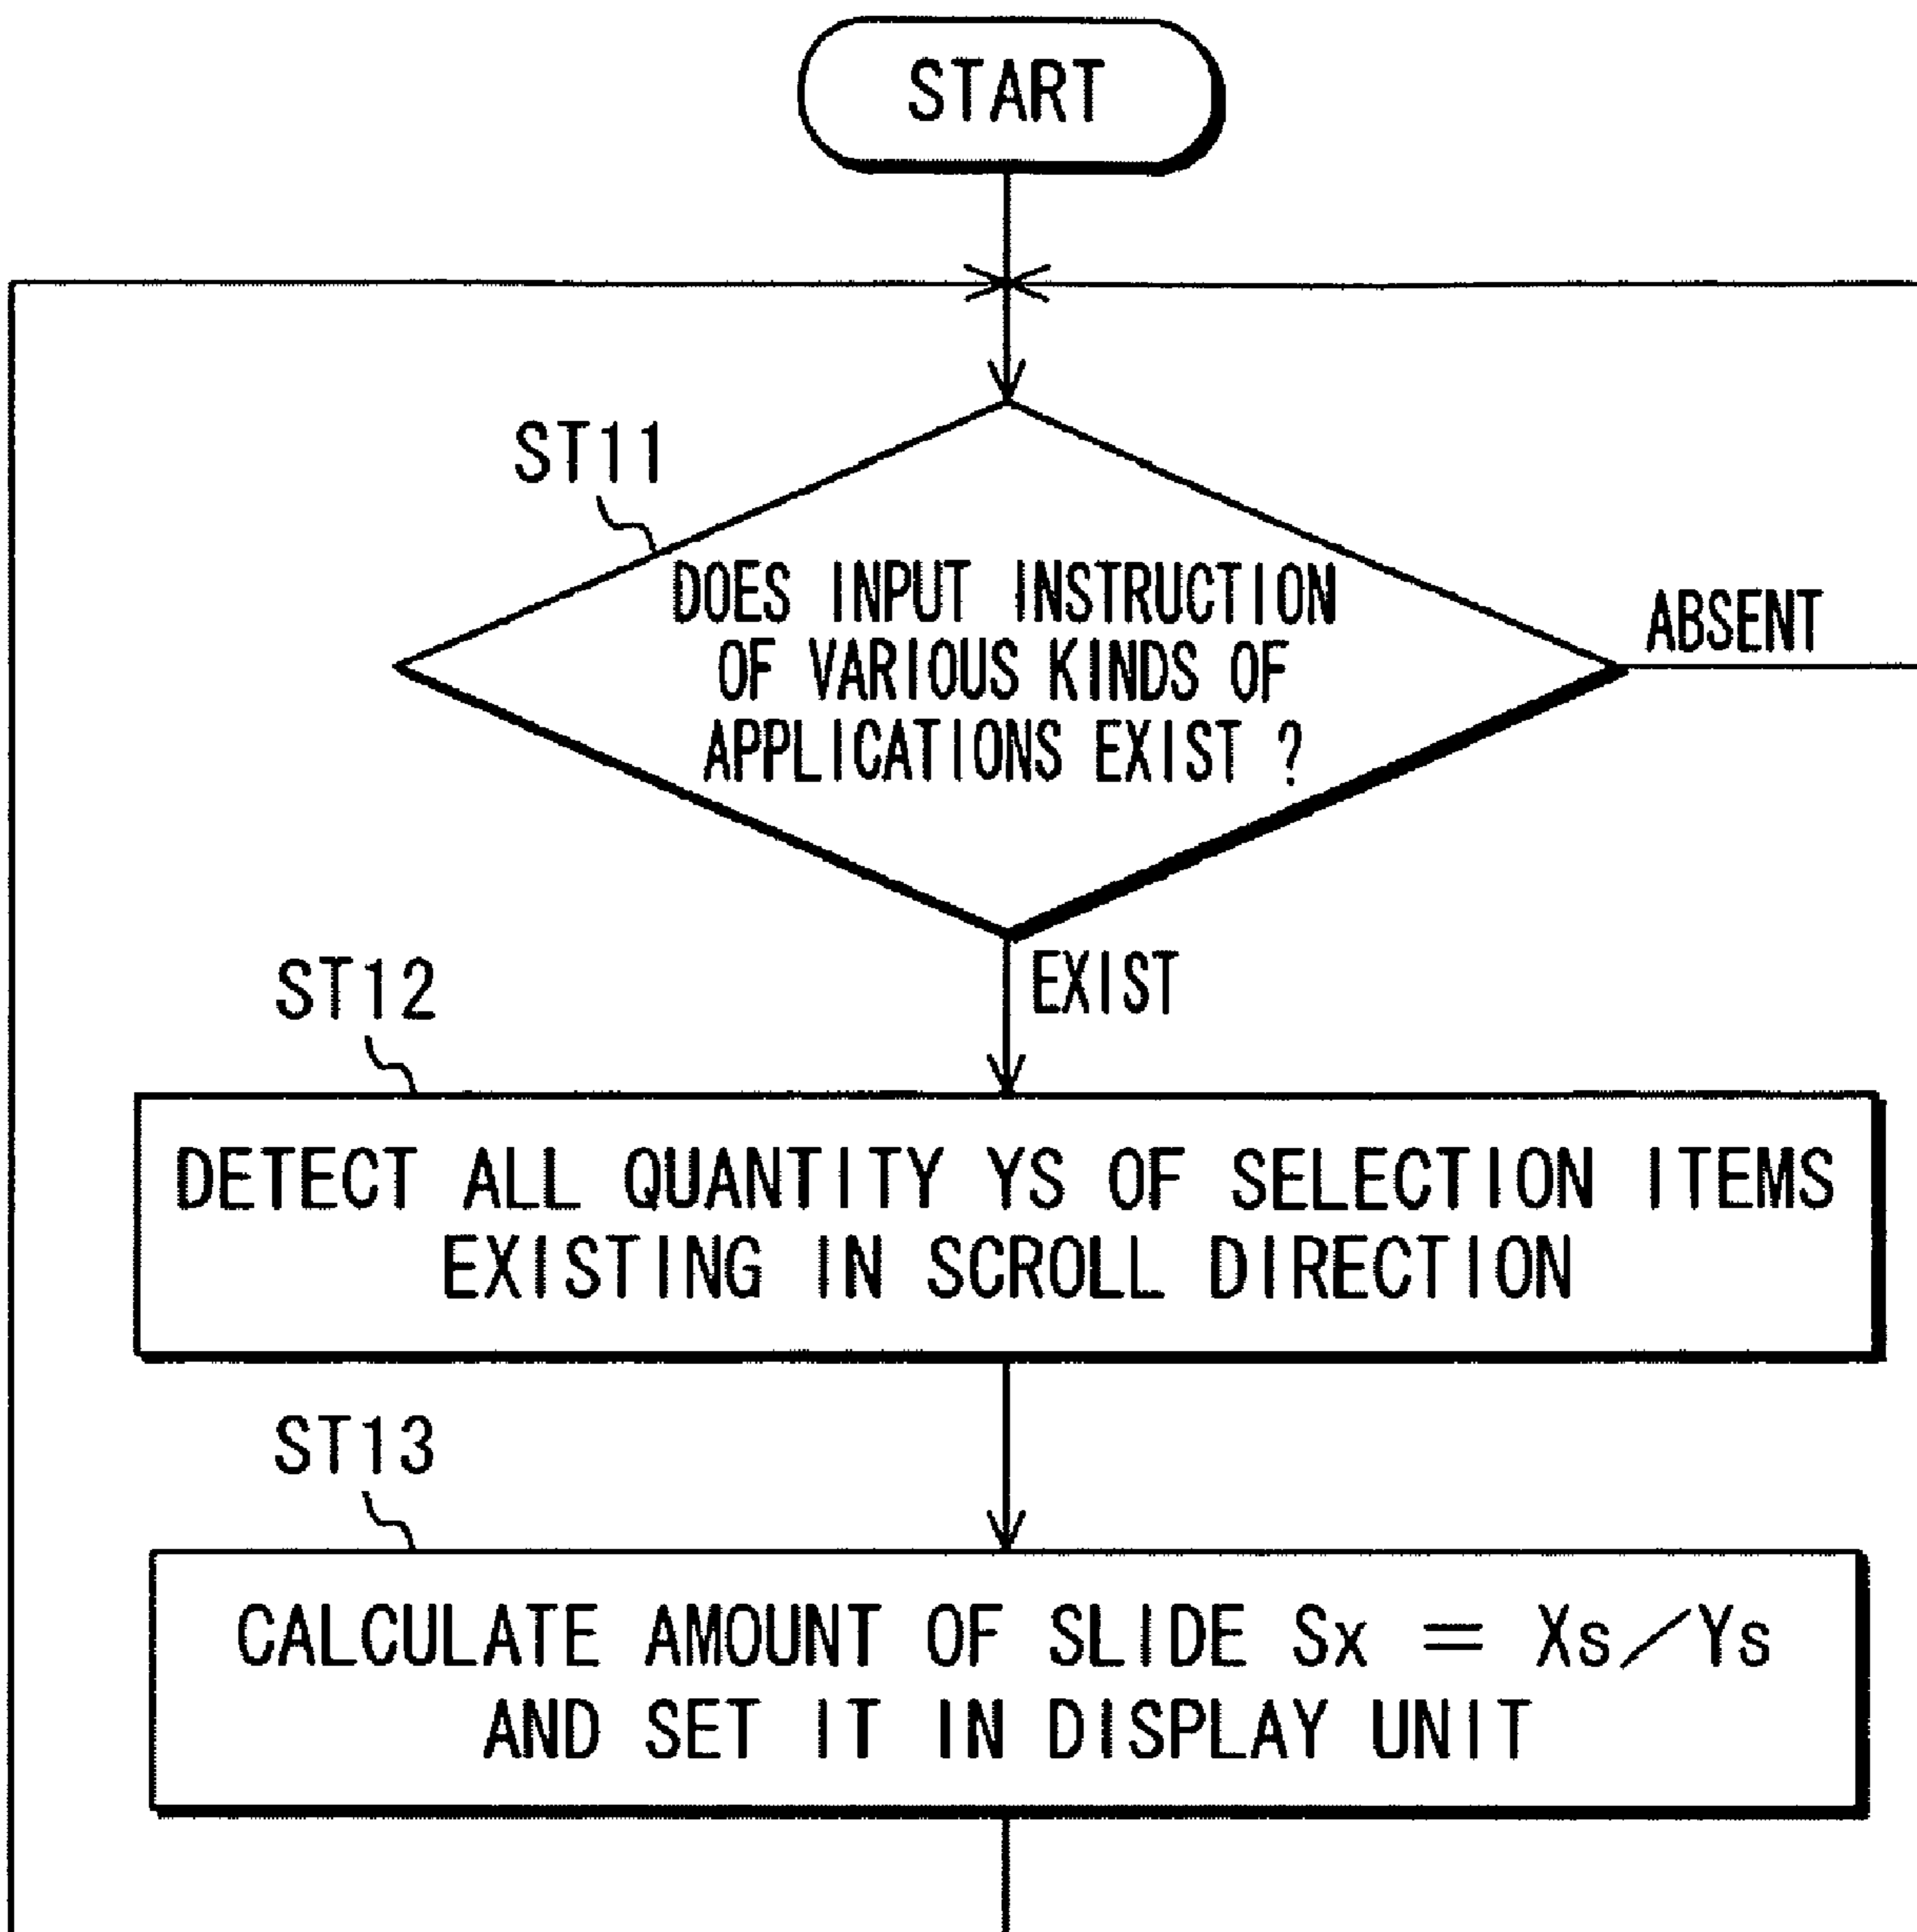 START
ST11
DOES INPUT INSTRUCTION
OF VARIOUS KINDS OF
APPLICATIONS EXIST ?
ABSENT
EXIST
ST12
DETECT ALL QUANTITY YS OF SELECTION ITEMS
EXISTING IN SCROLL DIRECTION
ST13
CALCULATE AMOUNT OF SLIDE Sx = Xs/Ys
AND SET IT IN DISPLAY UNIT